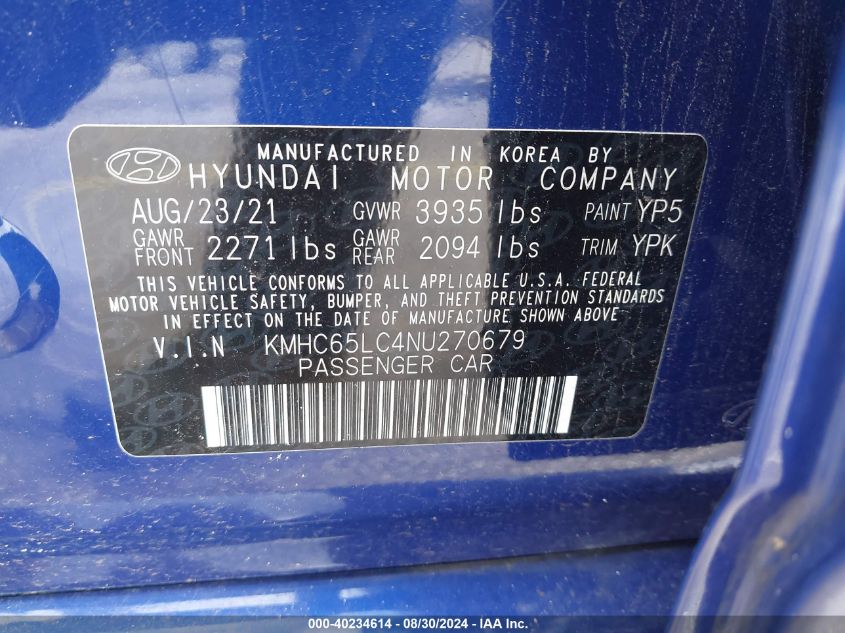 MANUFACTURED IN KOREA BY
HYUNDAI MOTOR COMPANY
AUG/23/21 GVWR 3935 lbs PAINT YP5
GAWR FRONT 2271 lbs GAWR REAR 2094 lbs TRIM YPK
THIS VEHICLE CONFORMS TO ALL APPLICABLE U.S.A. FEDERAL
MOTOR VEHICLE SAFETY, BUMPER, AND THEFT PREVENTION STANDARDS
IN EFFECT ON THE DATE OF MANUFACTURE SHOWN ABOVE
V.I.N KMHC65LC4NU270679
PASSENGER CAR
000-40234614 - 08/30/2024 - IAA Inc.